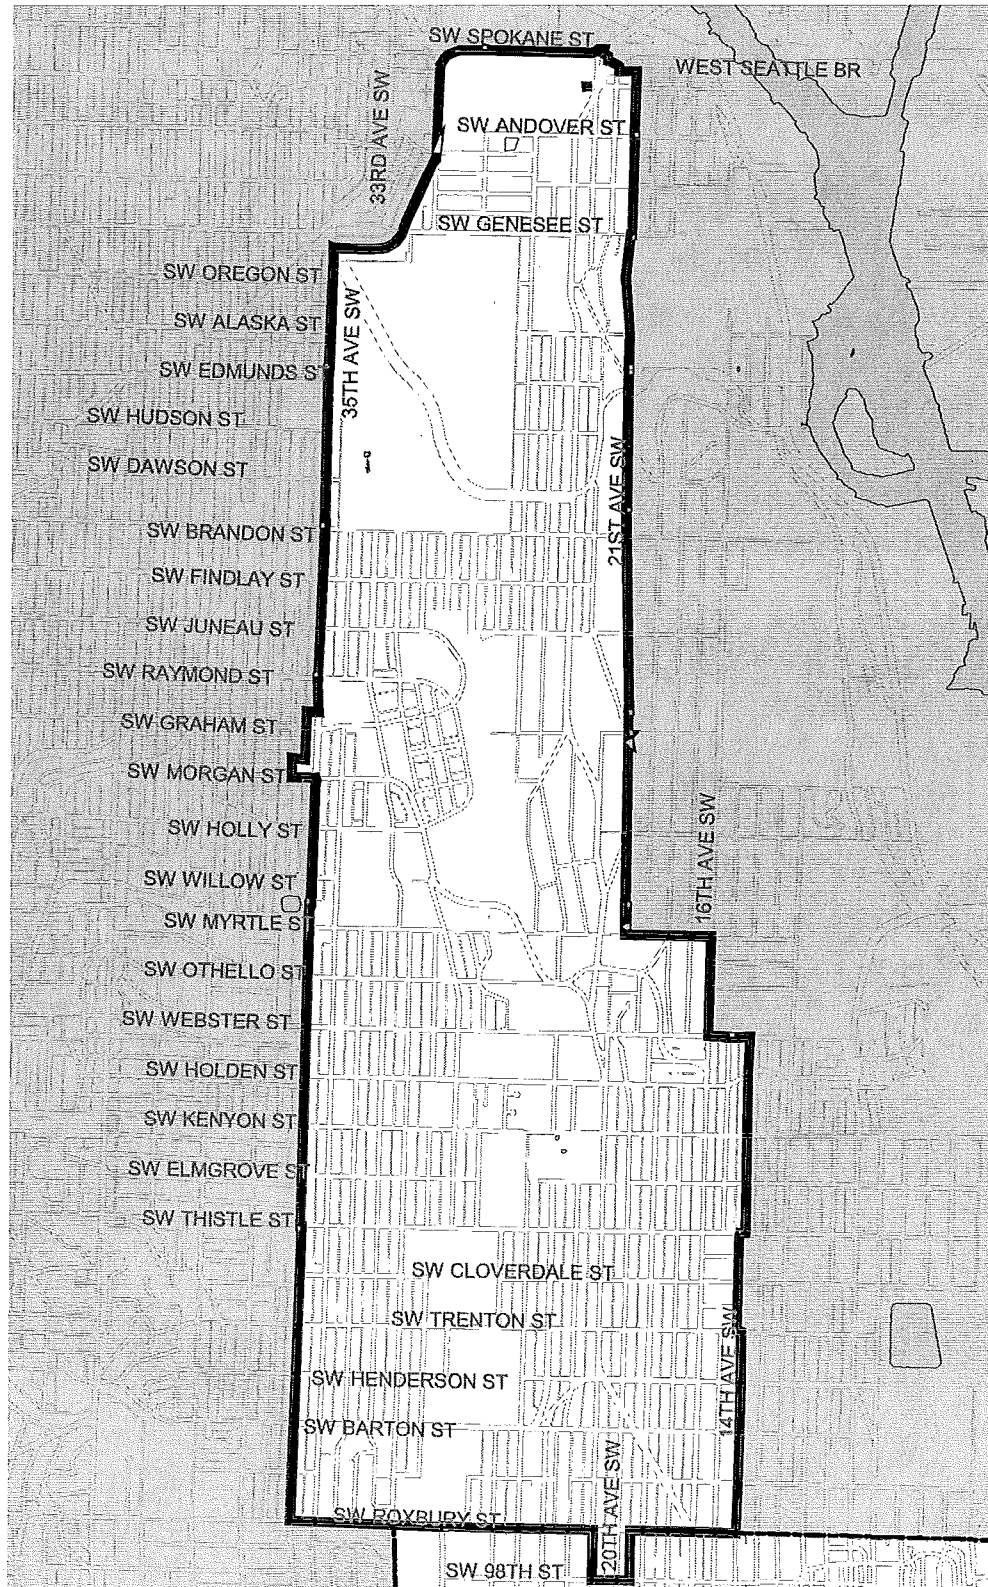 SW SPOKANE ST
WEST SEATTLE BR
33RD AVE SW
SW ANDOVER ST
SW GENESEE ST
SW OREGON ST
35TH AVE SW
SW ALASKA ST
SW EDMUNDS S
SW HUDSON ST
SW DAWSON ST
21ST AVE SW
SW BRANDON ST
SW FINDLAY ST
SW JUNEAU ST
SW RAYMOND ST
SW GRAHAM ST
SW MORGAN ST
SW HOLLY ST
16TH AVE SW
SW WILLOW ST
SW MYRTLE S
SW OTHELLO ST
SW WEBSTER ST
SW HOLDEN ST
SW KENYON ST
SW ELMGROVE ST
SW THISTLE ST
SW CLOVERDALE ST
SW TRENTON ST
14TH AVE SW
SW HENDERSON ST
SW BARTON ST
20TH AVE SW
SW ROXBURY ST
SW 98TH ST